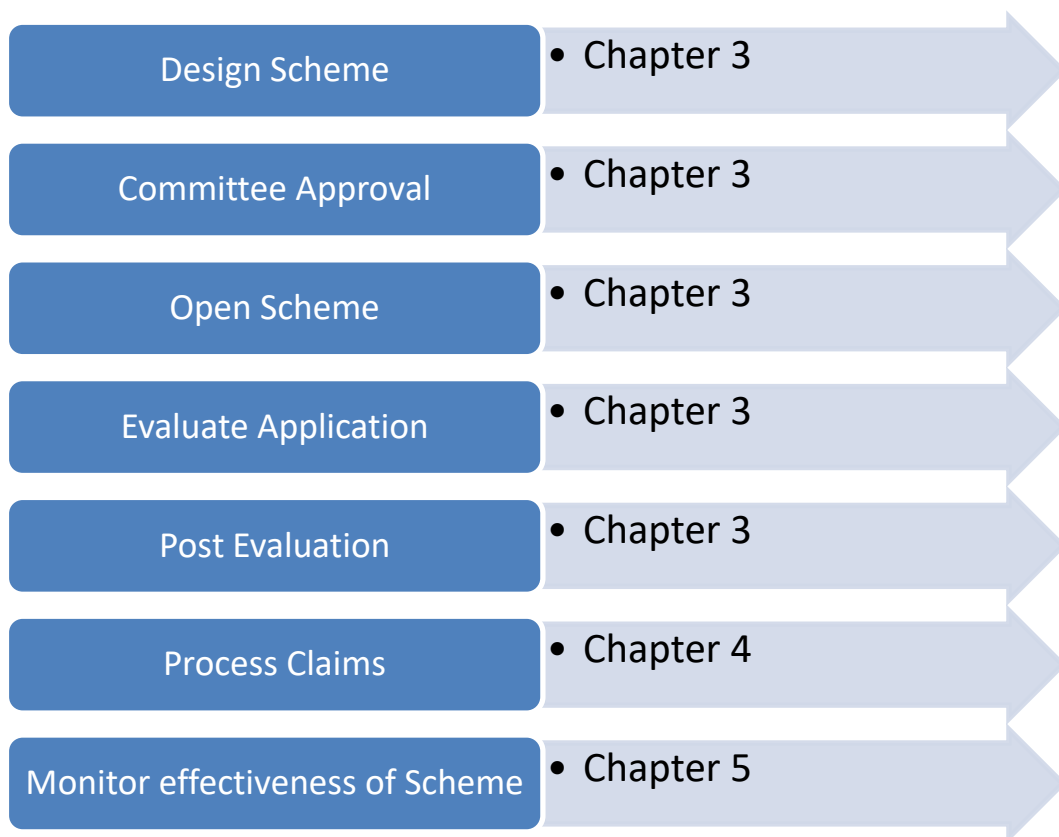 Design Scheme
• Chapter 3
Committee Approval
• Chapter 3
Open Scheme
• Chapter 3
Evaluate Application
• Chapter 3
Post Evaluation
• Chapter 3
Process Claims
• Chapter 4
Monitor effectiveness of Scheme
• Chapter 5